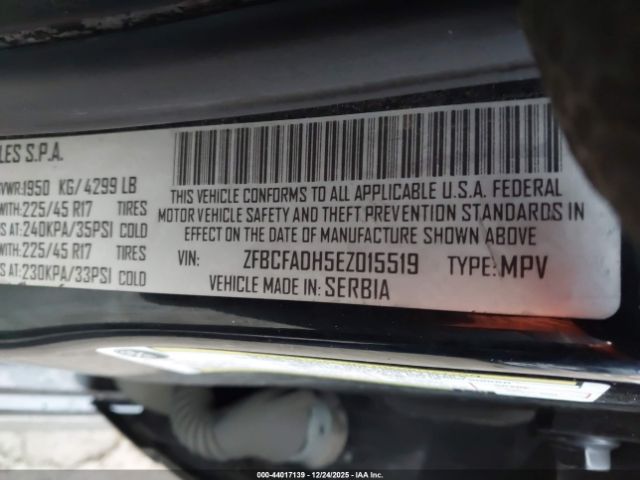 LES S.P.A.
VWR:1950 KG/ 4299 LB
WITH:225/45 R17 TIRES
S AT:240KPA/35PSI COLD
WITH:225/45 R17 TIRES
S AT:230KPA/33PSI COLD
THIS VEHICLE CONFORMS TO ALL APPLICABLE U.S.A. FEDERAL
MOTOR VEHICLE SAFETY AND THEFT PREVENTION STANDARDS IN
EFFECT ON THE DATE OF MANUFACTURE SHOWN ABOVE
VIN: ZFBCFADH5EZ015519 TYPE: MPV
VEHICLE MADE IN: SERBIA
000-44017139 - 12/24/2025 - IAA Inc.